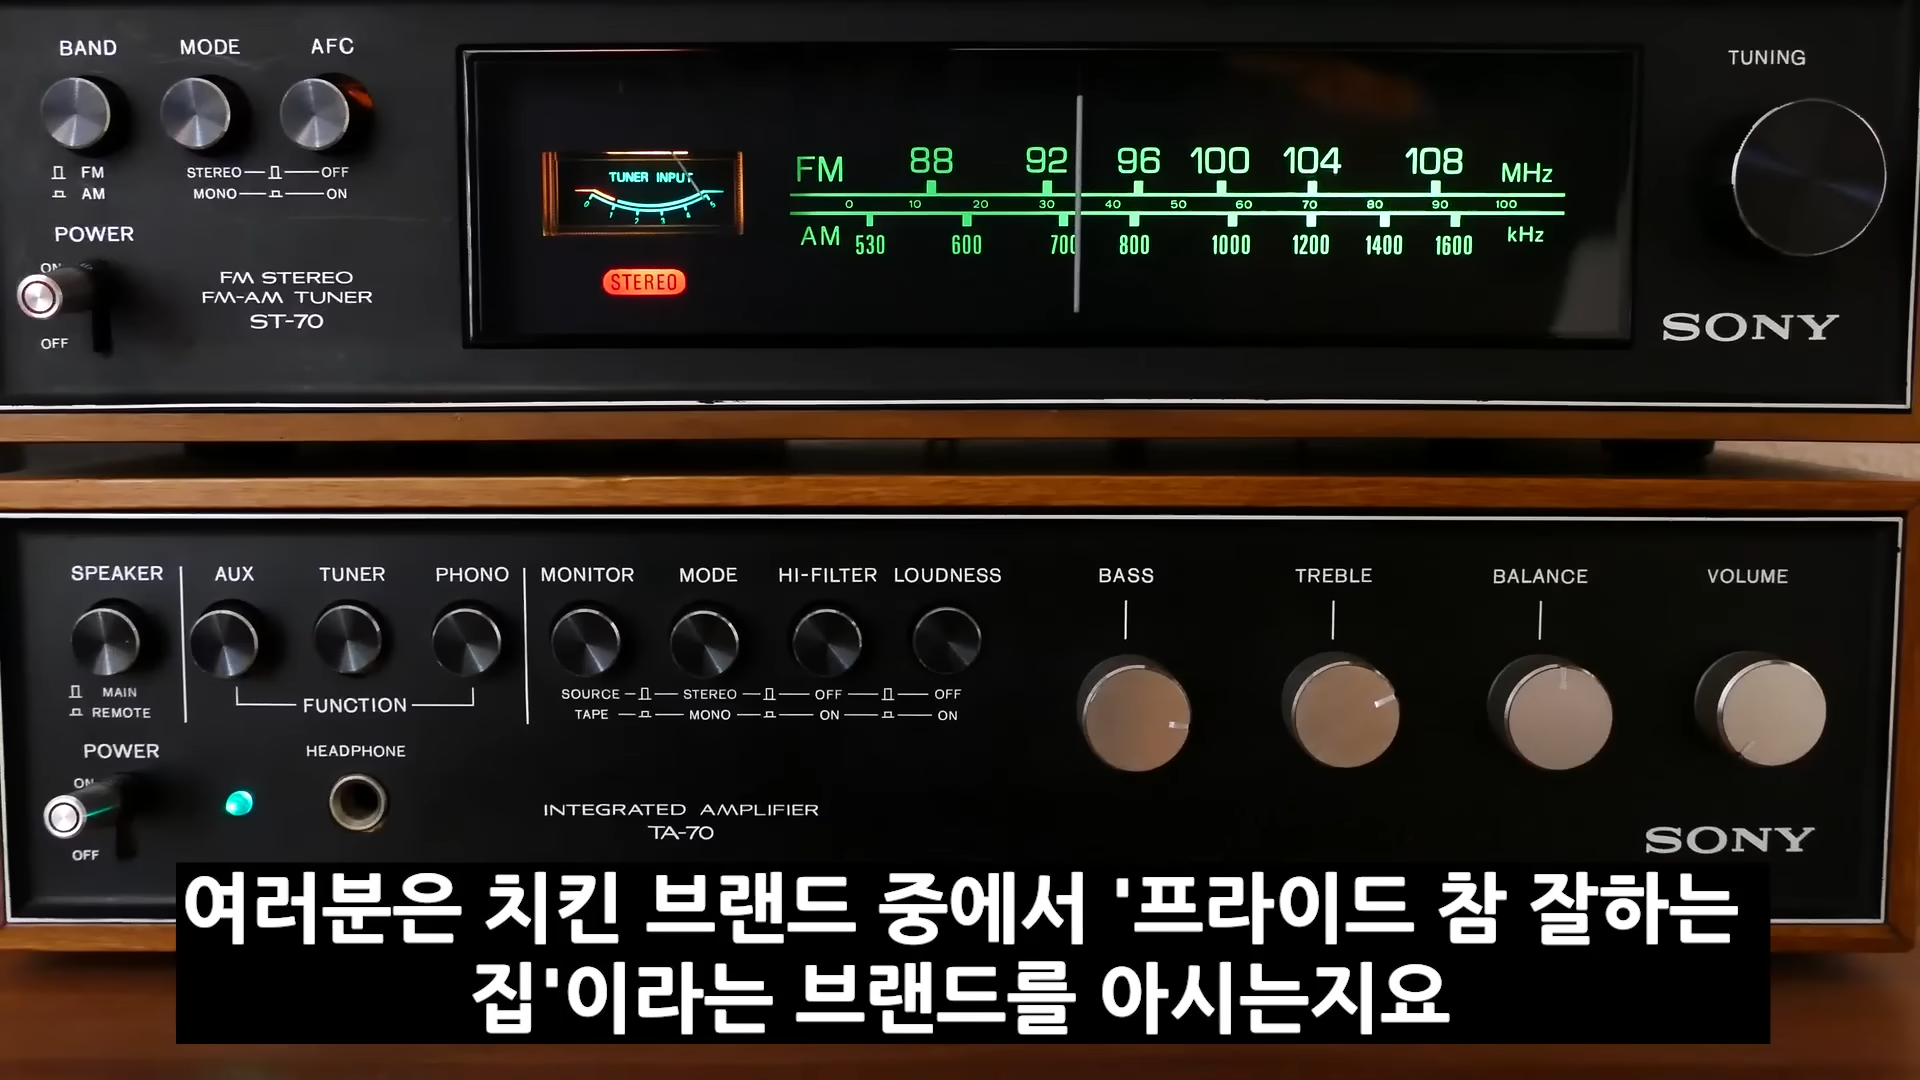 BAND MODE AFC
TUNING
FM
AM
STEREO OFF
MONO ON
POWER
ON
OFF
FM STEREO
FM-AM TUNER
ST-70
TUNER INPUT
0 1 2 3 4 5
STEREO
FM 88 92 96 100 104 108 MHz
0 10 20 30 40 50 60 70 80 90 100
AM 530 600 700 800 1000 1200 1400 1600 kHz
SONY
SPEAKER AUX TUNER PHONO MONITOR MODE HI-FILTER LOUDNESS BASS TREBLE BALANCE VOLUME
MAIN
REMOTE
FUNCTION
SOURCE STEREO OFF OFF
TAPE MONO ON ON
POWER
ON
OFF
HEADPHONE
INTEGRATED AMPLIFIER
TA-70
SONY
여러분은 치킨 브랜드 중에서 '프라이드 참 잘하는
집'이라는 브랜드를 아시는지요